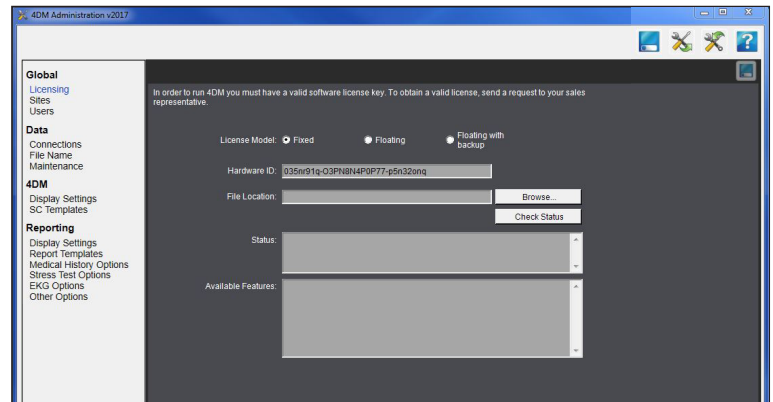 4DM Administration v2017
Global
Licensing
Sites
Users
Data
Connections
File Name
Maintenance
4DM
Display Settings
SC Templates
Reporting
Display Settings
Report Templates
Medical History Options
Stress Test Options
EKG Options
Other Options
In order to run 4DM you must have a valid software license key. To obtain a valid license, send a request to your sales
representative.
License Model: Fixed Floating Floating with
backup
Hardware ID: 035nr91q-O3PN8N4P0P77-p5n32onq
File Location: Browse...
Check Status
Status:
Available Features: